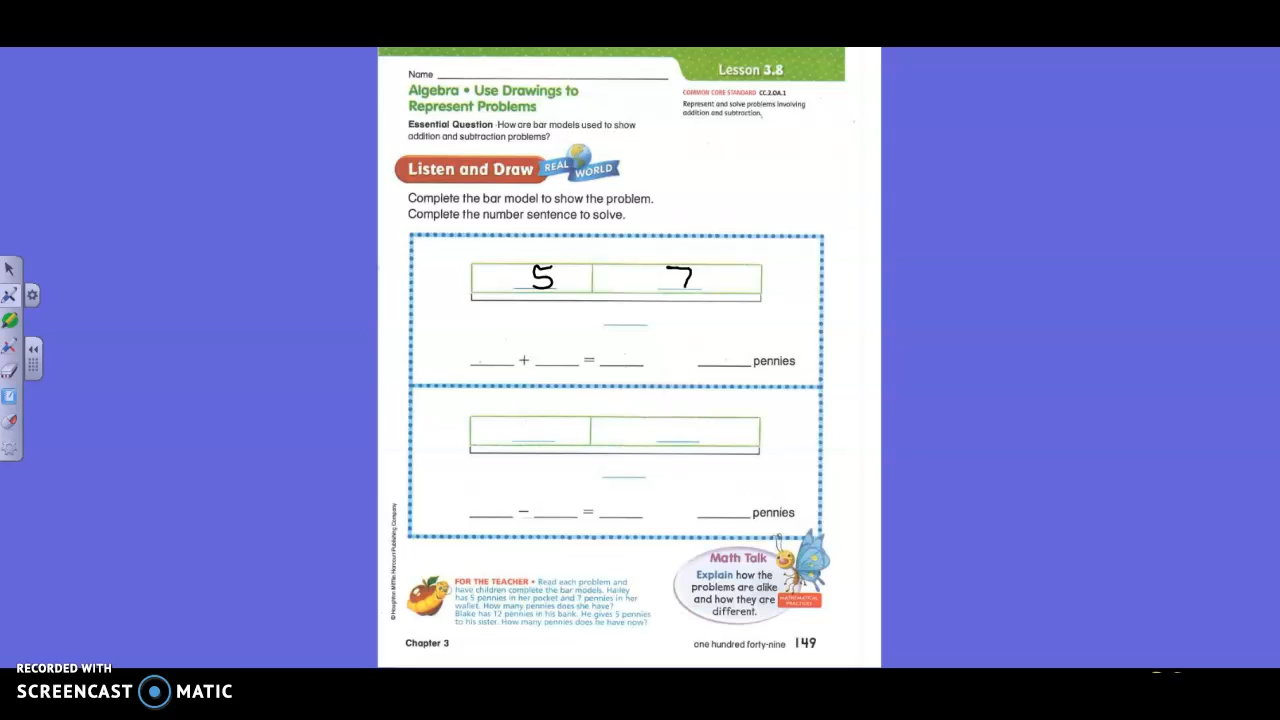 Lesson 3.8
Name
Algebra • Use Drawings to
Represent Problems
COMMON CORE STANDARD CC.2.OA.1
Represent and solve problems involving
addition and subtraction.
Essential Question How are bar models used to show
addition and subtraction problems?
Listen and Draw REAL WORLD
Complete the bar model to show the problem.
Complete the number sentence to solve.
5 7
+ = pennies
− = pennies
FOR THE TEACHER • Read each problem and
have children complete the bar models. Hailey
has 5 pennies in her pocket and 7 pennies in her
wallet. How many pennies does she have?
Blake has 12 pennies in his bank. He gives 5 pennies
to his sister. How many pennies does he have now?
Math Talk
Explain how the
problems are alike
and how they are
different.
MATHEMATICAL
PRACTICES
© Houghton Mifflin Harcourt Publishing Company
Chapter 3
one hundred forty-nine 149
RECORDED WITH
SCREENCAST MATIC